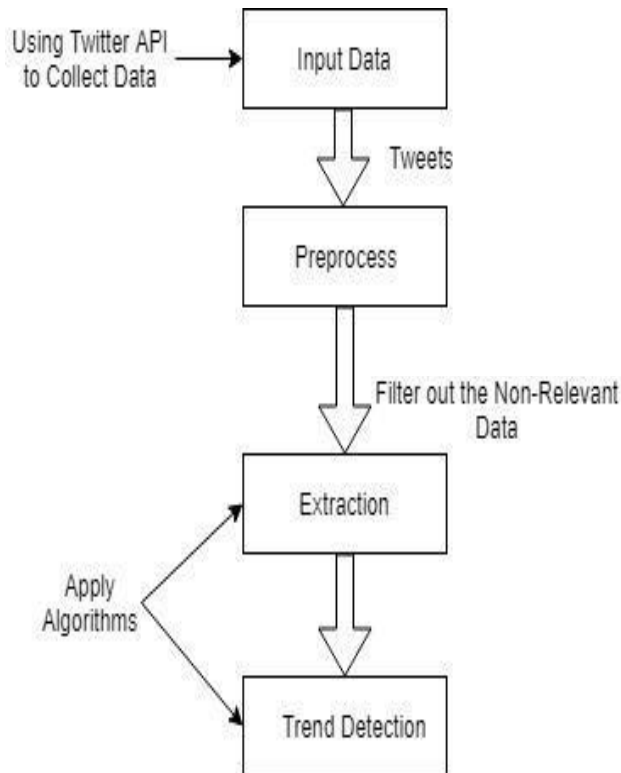 Using Twitter API
to Collect Data
Input Data
Tweets
Preprocess
Filter out the Non-Relevant
Data
Extraction
Apply
Algorithms
Trend Detection